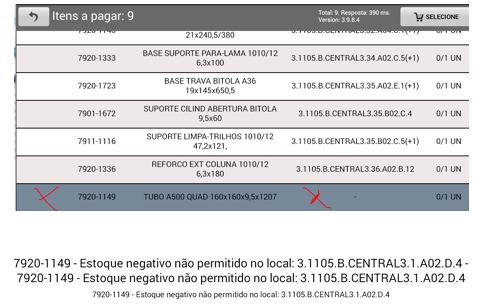 Itens a pagar: 9
Total: 9. Resposta: 390 ms.
Version: 3.9.8.4
SELECIONE
21x240,5/380
7920-1333 BASE SUPORTE PARA-LAMA 1010/12 3.1105.B.CENTRAL3.34.A02.C.5(+1) 0/1 UN
6,3x100
7920-1723 BASE TRAVA BITOLA A36 3.1105.B.CENTRAL3.35.A02.E.1(+1) 0/1 UN
19x145x650,5
7901-1672 SUPORTE CILIND ABERTURA BITOLA 3.1105.B.CENTRAL3.35.B02.C.4 0/1 UN
9,5x60
7911-1116 SUPORTE LIMPA-TRILHOS 1010/12 3.1105.B.CENTRAL3.35.B02.C.5(+1) 0/1 UN
47,2x121,
7920-1336 REFORCO EXT COLUNA 1010/12 3.1105.B.CENTRAL3.36.A02.B.12 0/1 UN
6,3x180
7920-1149 TUBO A500 QUAD 160x160x9,5x1207 - 0/1 UN
7920-1149 - Estoque negativo não permitido no local: 3.1105.B.CENTRAL3.1.A02.D.4 -
7920-1149 - Estoque negativo não permitido no local: 3.1105.B.CENTRAL3.1.A02.D.4
7920-1149 - Estoque negativo não permitido no local: 3.1105.B.CENTRAL3.1.A02.D.4